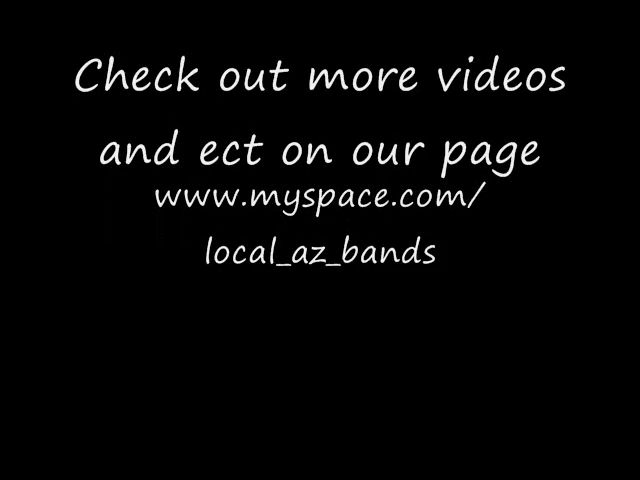 Check out more videos
and ect on our page
www.myspace.com/
local_az_bands